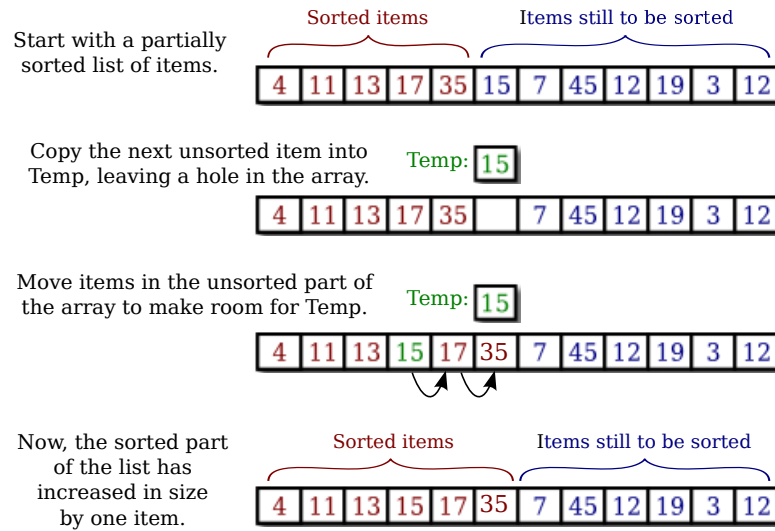 Sorted items
Items still to be sorted
Start with a partially
sorted list of items.
4 11 13 17 35 15 7 45 12 19 3 12
Copy the next unsorted item into
Temp, leaving a hole in the array.
Temp: 15
4 11 13 17 35 7 45 12 19 3 12
Move items in the unsorted part of
the array to make room for Temp.
Temp: 15
4 11 13 15 17 35 7 45 12 19 3 12
Now, the sorted part
of the list has
increased in size
by one item.
Sorted items
Items still to be sorted
4 11 13 15 17 35 7 45 12 19 3 12